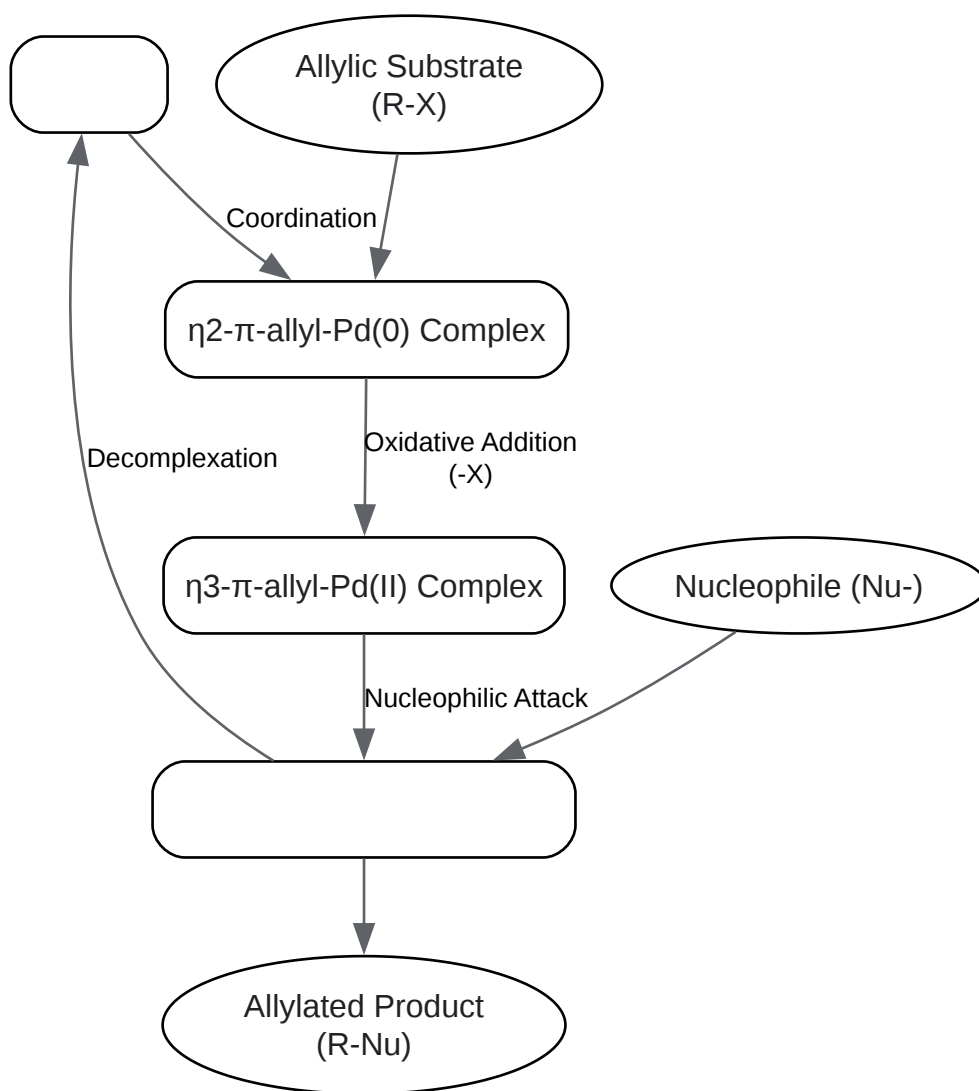 Allylic Substrate
(R-X)
Coordination
η2-π-allyl-Pd(0) Complex
Oxidative Addition
(-X)
Decomplexation
η3-π-allyl-Pd(II) Complex
Nucleophile (Nu-)
Nucleophilic Attack
Allylated Product
(R-Nu)